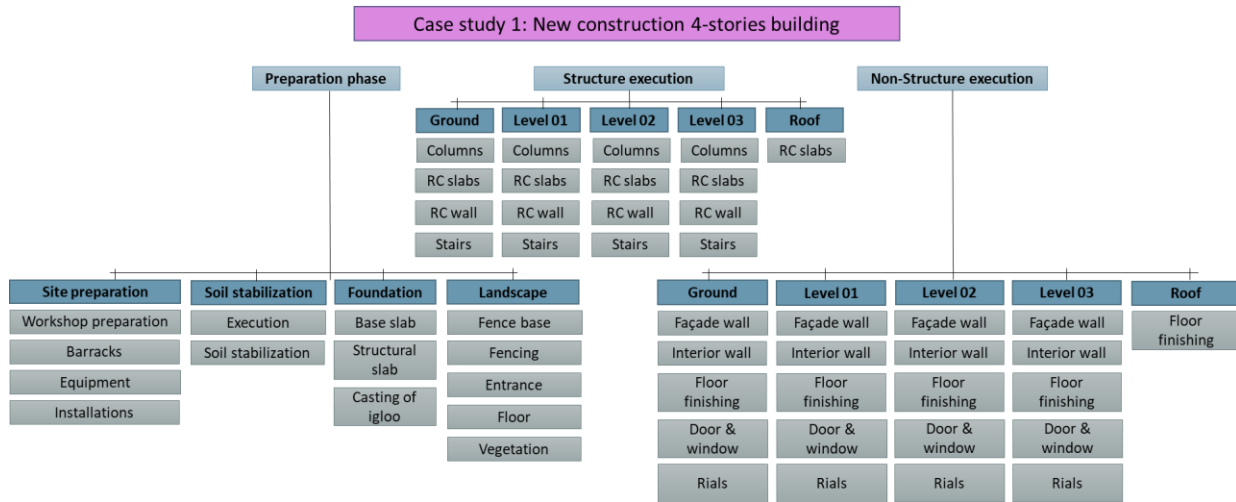 Case study 1: New construction 4-stories building
Preparation phase
Structure execution
Non-Structure execution
Ground
Level 01
Level 02
Level 03
Roof
Columns
Columns
Columns
Columns
RC slabs
RC slabs
RC slabs
RC slabs
RC slabs
RC wall
RC wall
RC wall
RC wall
Stairs
Stairs
Stairs
Stairs
Site preparation
Soil stabilization
Foundation
Landscape
Workshop preparation
Execution
Base slab
Fence base
Barracks
Soil stabilization
Structural
slab
Fencing
Equipment
Casting of
igloo
Entrance
Installations
Floor
Vegetation
Ground
Level 01
Level 02
Level 03
Roof
Façade wall
Façade wall
Façade wall
Façade wall
Floor
finishing
Interior wall
Interior wall
Interior wall
Interior wall
Floor
finishing
Floor
finishing
Floor
finishing
Floor
finishing
Door &
window
Door &
window
Door &
window
Door &
window
Rials
Rials
Rials
Rials